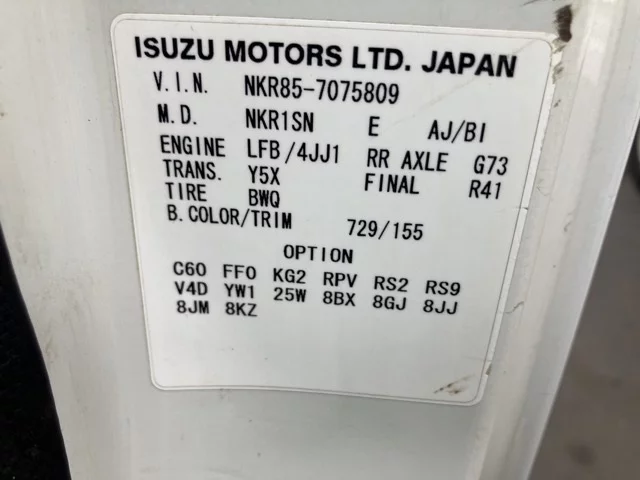 ISUZU MOTORS LTD. JAPAN
V.I.N. NKR85-7075809
M.D. NKR1SN E AJ/BI
ENGINE LFB/4JJ1 RR AXLE G73
TRANS. Y5X FINAL R41
TIRE BWQ
B.COLOR/TRIM 729/155
OPTION
C60 FF0 KG2 RPV RS2 RS9
V4D YW1 25W 8BX 8GJ 8JJ
8JM 8KZ